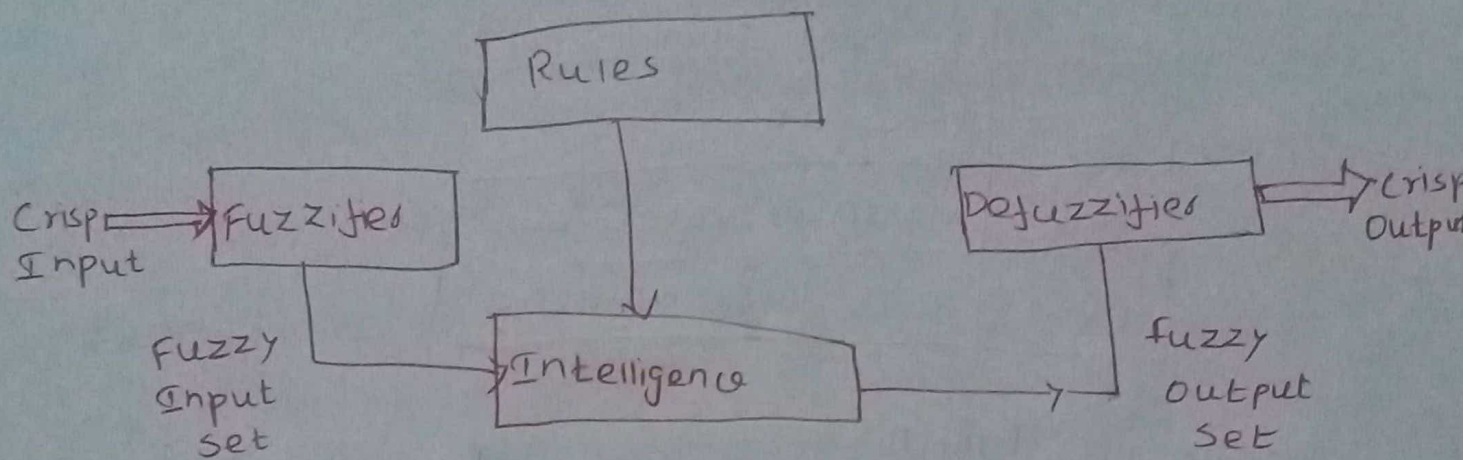 Rules
Crisp
Input
Fuzzifier
Defuzzifier
Crisp
Output
Fuzzy
Input
Set
Intelligence
fuzzy
output
Set